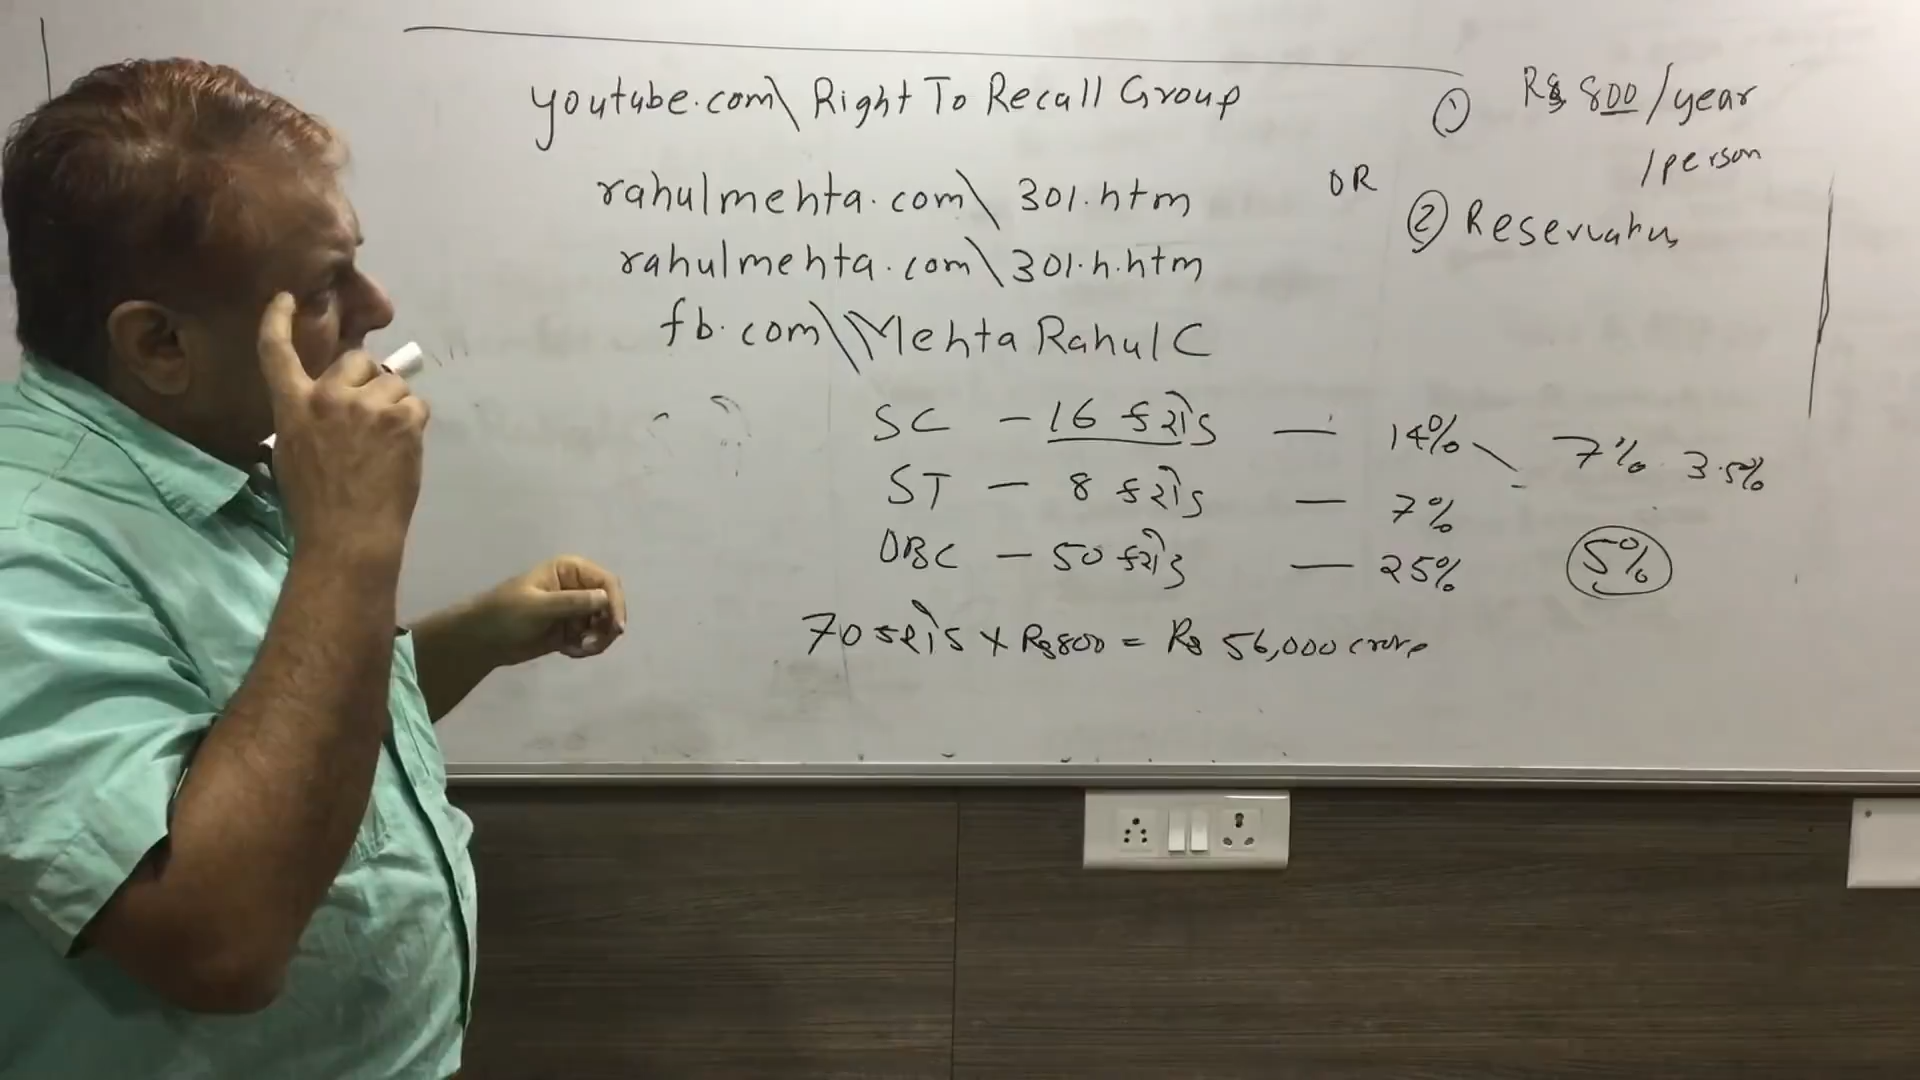 youtube.com\ Right To Recall Group
rahulmehta.com\ 301.htm
rahulmehta.com\301.h.htm
fb.com\MehtaRahulC
① Rs 800/year
/person
OR
② Reservation
SC – 16 કરોડ — 14% 7% 3.5%
ST – 8 કરોડ — 7%
OBC – 50 કરોડ — 25% 5%
70 કરોડ × Rs800 = Rs 56,000 crore